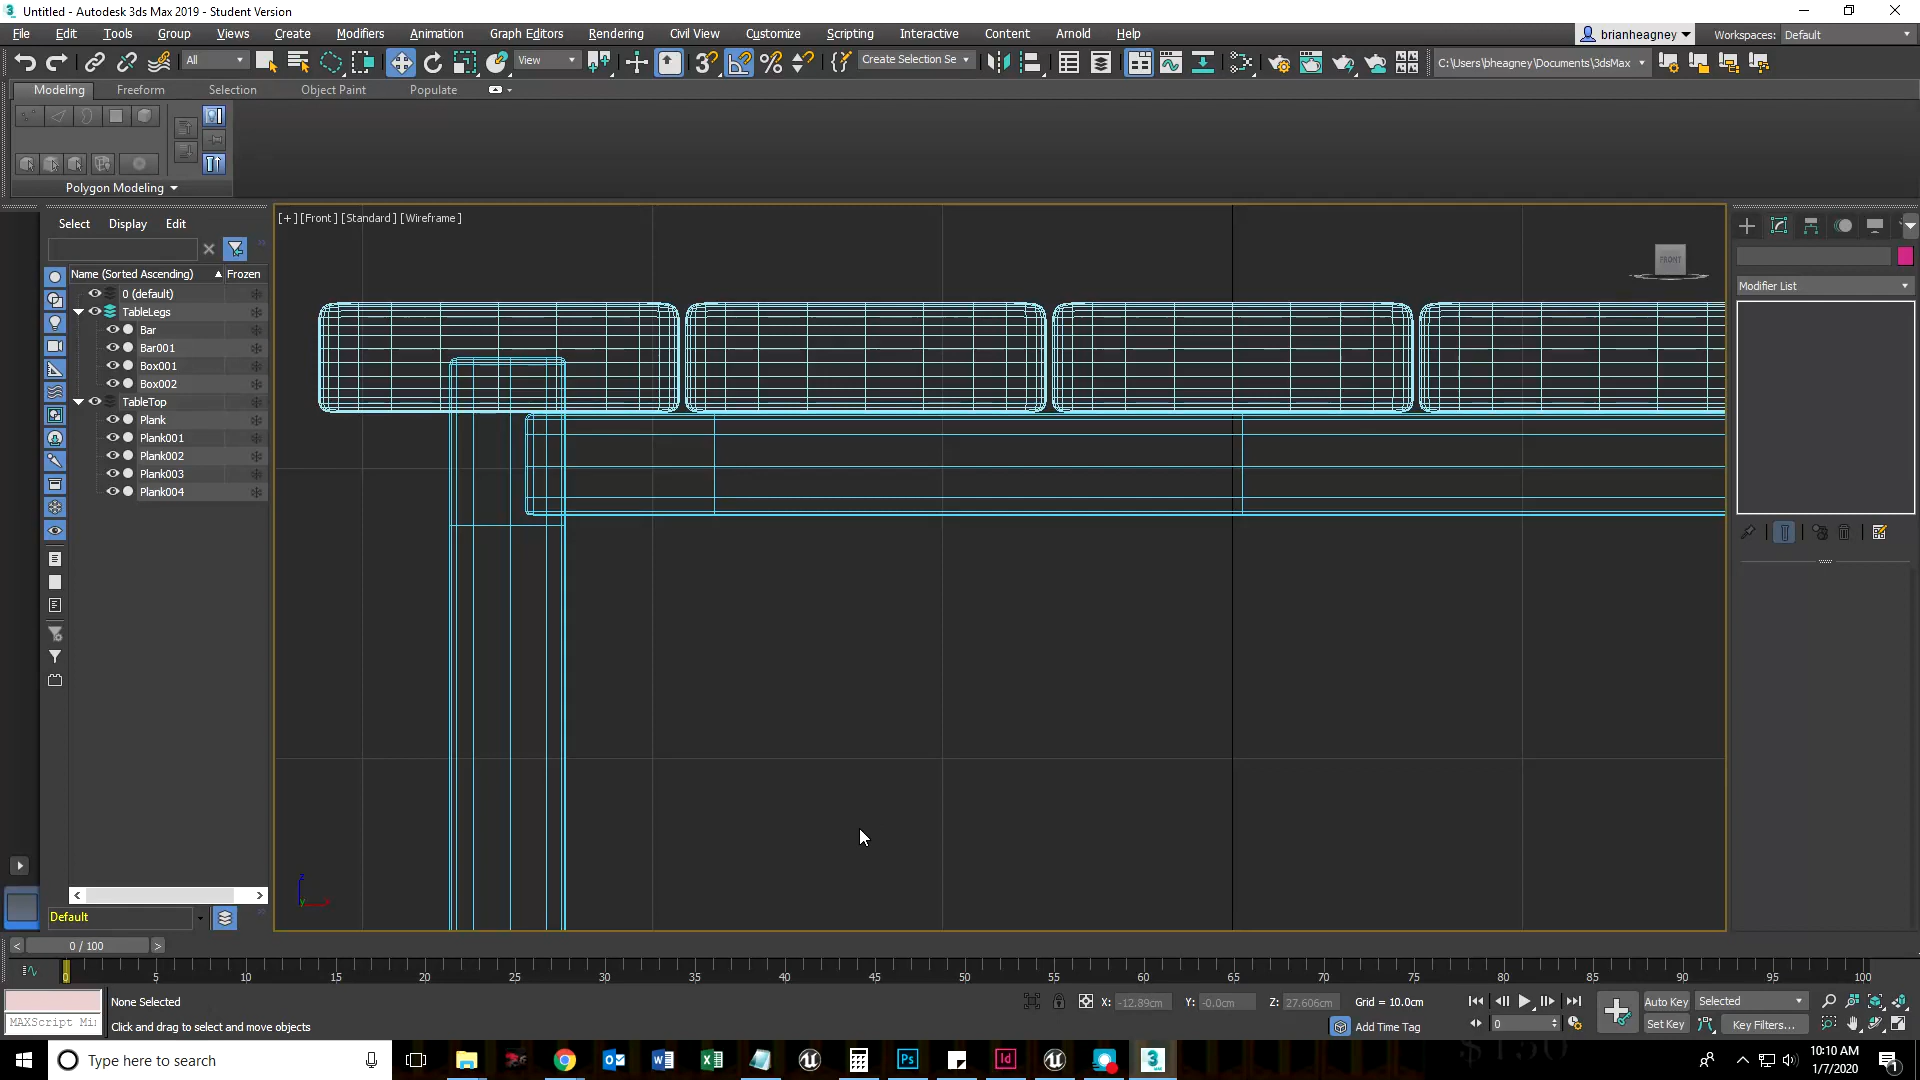 Untitled - Autodesk 3ds Max 2019 - Student Version
File Edit Tools Group Views Create Modifiers Animation Graph Editors Rendering Civil View Customize Scripting Interactive Content Arnold Help
brianheagney
Workspaces: Default
All
View
Create Selection Se
C:\Users\bheagney\Documents\3dsMax
Modeling Freeform Selection Object Paint Populate
Polygon Modeling
Select Display Edit
[+] [Front] [Standard] [Wireframe]
FRONT
Name (Sorted Ascending) Frozen
0 (default)
TableLegs
Bar
Bar001
Box001
Box002
TableTop
Plank
Plank001
Plank002
Plank003
Plank004
Modifier List
z
Default
0 / 100
0 5 10 15 20 25 30 35 40 45 50 55 60 65 70 75 80 85 90 95 100
None Selected
X: -12.89cm Y: -0.0cm Z: 27.606cm Grid = 10.0cm
Auto Key Selected
MAXScript Mi
Click and drag to select and move objects
Add Time Tag
0
Set Key Key Filters...
Type here to search
10:10 AM
1/7/2020
1
$130